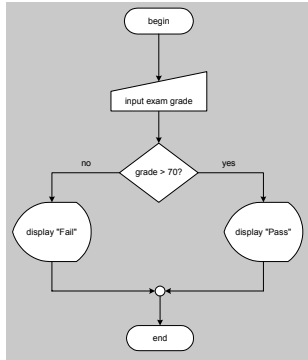 begin
input exam grade
grade > 70?
no
yes
display "Fail"
display "Pass"
end